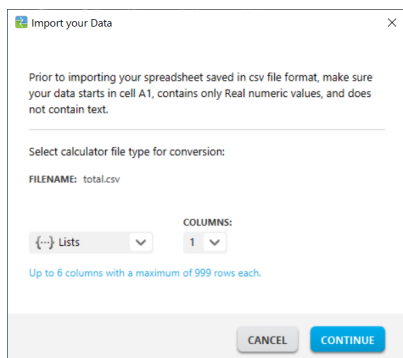 Import your Data
Prior to importing your spreadsheet saved in csv file format, make sure
your data starts in cell A1, contains only Real numeric values, and does
not contain text.
Select calculator file type for conversion:
FILENAME: total.csv
COLUMNS:
{···} Lists
1
Up to 6 columns with a maximum of 999 rows each.
CANCEL
CONTINUE